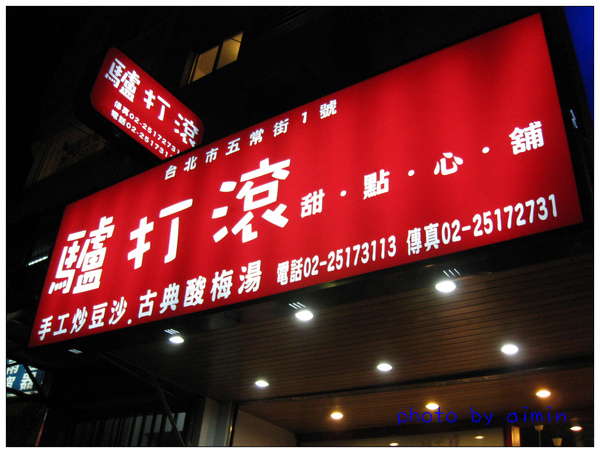 驢打滾
傳真02-25172731
電話02-251731
台北市五常街1號
驢打滾 甜·點·心·舖
手工炒豆沙.古典酸梅湯 電話02-25173113 傳真02-25172731
photo by aimin